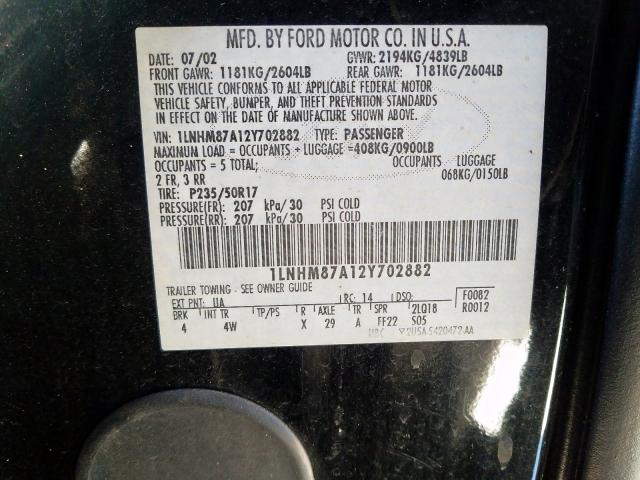 MFD. BY FORD MOTOR CO. IN U.S.A.
DATE: 07/02 GVWR: 2194KG/4839LB
FRONT GAWR: 1181KG/2604LB REAR GAWR: 1181KG/2604LB
THIS VEHICLE CONFORMS TO ALL APPLICABLE FEDERAL MOTOR
VEHICLE SAFETY, BUMPER, AND THEFT PREVENTION STANDARDS
IN EFFECT ON THE DATE OF MANUFACTURE SHOWN ABOVE.
VIN: 1LNHM87A12Y702882 TYPE: PASSENGER
MAXIMUM LOAD = OCCUPANTS + LUGGAGE =408KG/0900LB
OCCUPANTS = 5 TOTAL; OCCUPANTS LUGGAGE
2 FR, 3 RR 068KG/0150LB
TIRE: P235/50R17
PRESSURE(FR): 207 kPa/30 PSI COLD
PRESSURE(RR): 207 kPa/30 PSI COLD
1LNHM87A12Y702882
TRAILER TOWING - SEE OWNER GUIDE
EXT PNT: UA RC: 14 DSO: F0082
BRK INT TR TP/PS R AXLE TR SPR 2LQ18 R0012
4 4W X 29 A FF22 S05
2U5A 5420472 AA